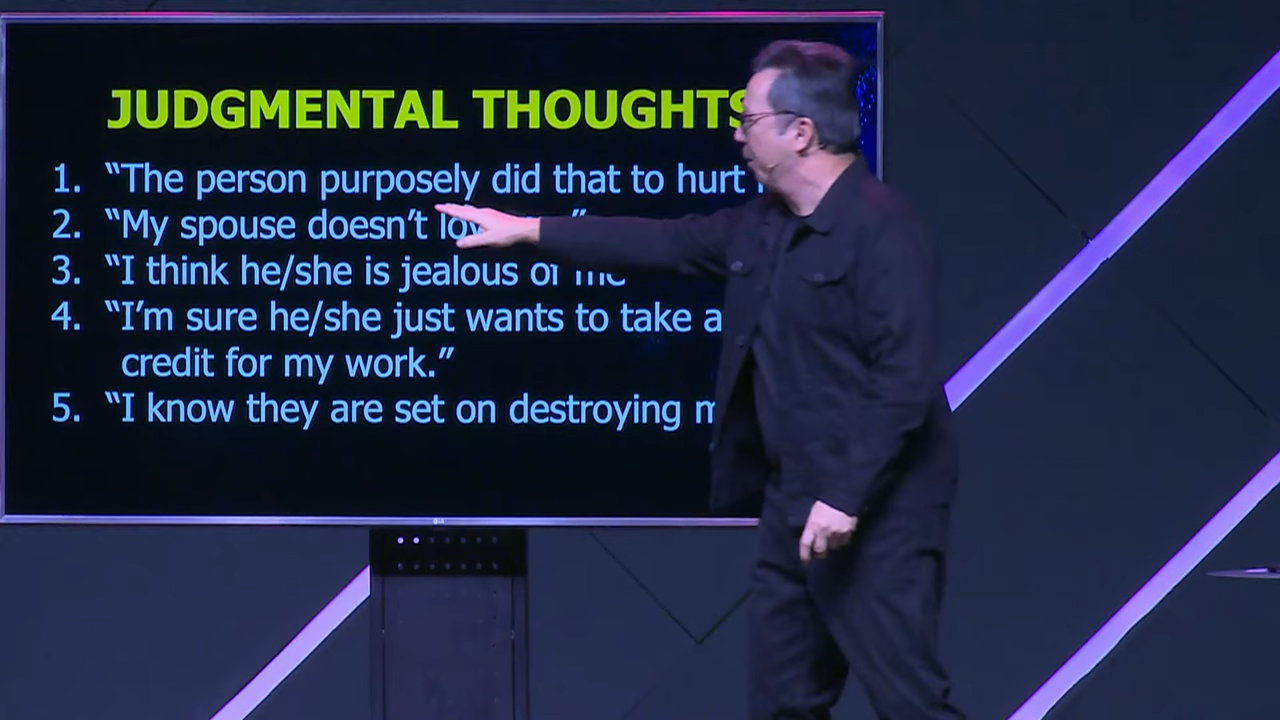 JUDGMENTAL THOUGHTS
1. “The person purposely did that to hurt
2. “My spouse doesn’t ”
3. “I think he/she is jealous of me
4. “I’m sure he/she just wants to take
credit for my work.”
5. “I know they are set on destroying
LG